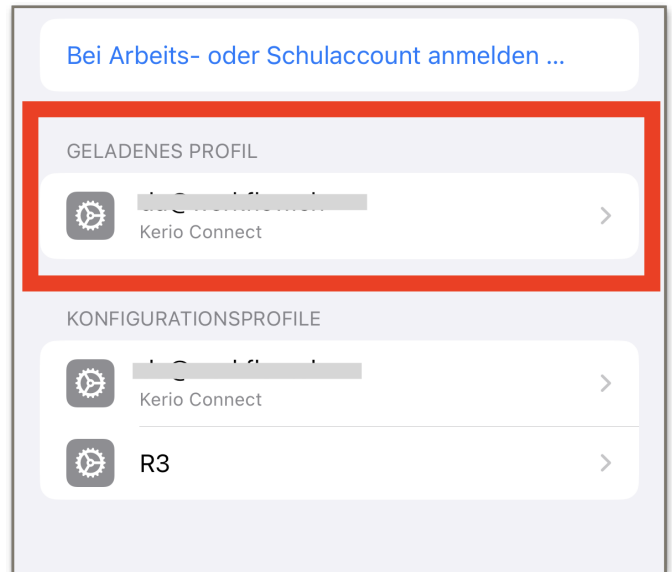 Bei Arbeits- oder Schulaccount anmelden ...
GELADENES PROFIL
Kerio Connect
KONFIGURATIONSPROFILE
Kerio Connect
R3